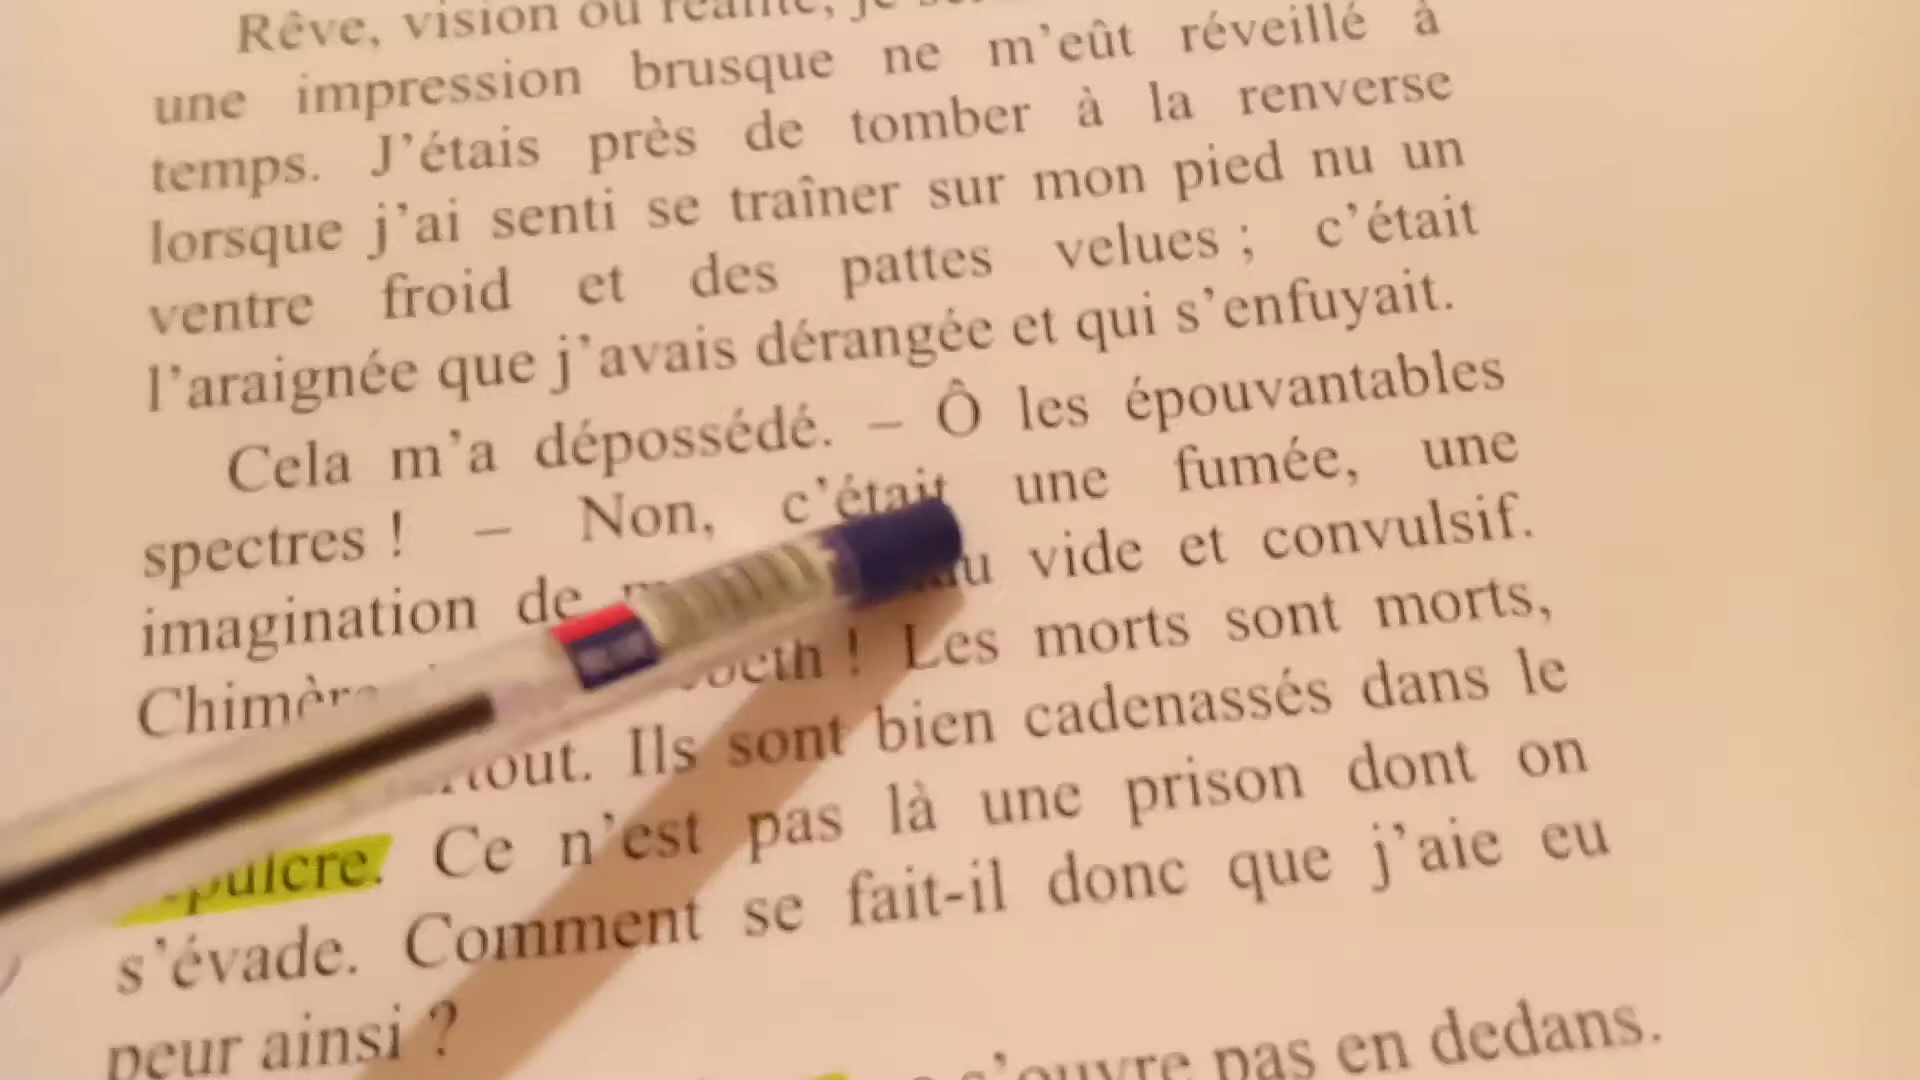 Rêve, vision ou réalité, je
une impression brusque ne m'eût réveillé à
temps. J'étais près de tomber à la renverse
lorsque j'ai senti se traîner sur mon pied nu un
ventre froid et des pattes velues ; c'était
l'araignée que j'avais dérangée et qui s'enfuyait.
Cela m'a dépossédé. – Ô les épouvantables
spectres ! – Non, c'était une fumée, une
imagination de vide et convulsif.
Les morts sont morts,
Ils sont bien cadenassés dans le
Ce n'est pas là une prison dont on
s'évade. Comment se fait-il donc que j'aie eu
peur ainsi ?
s'ouvre pas en dedans.